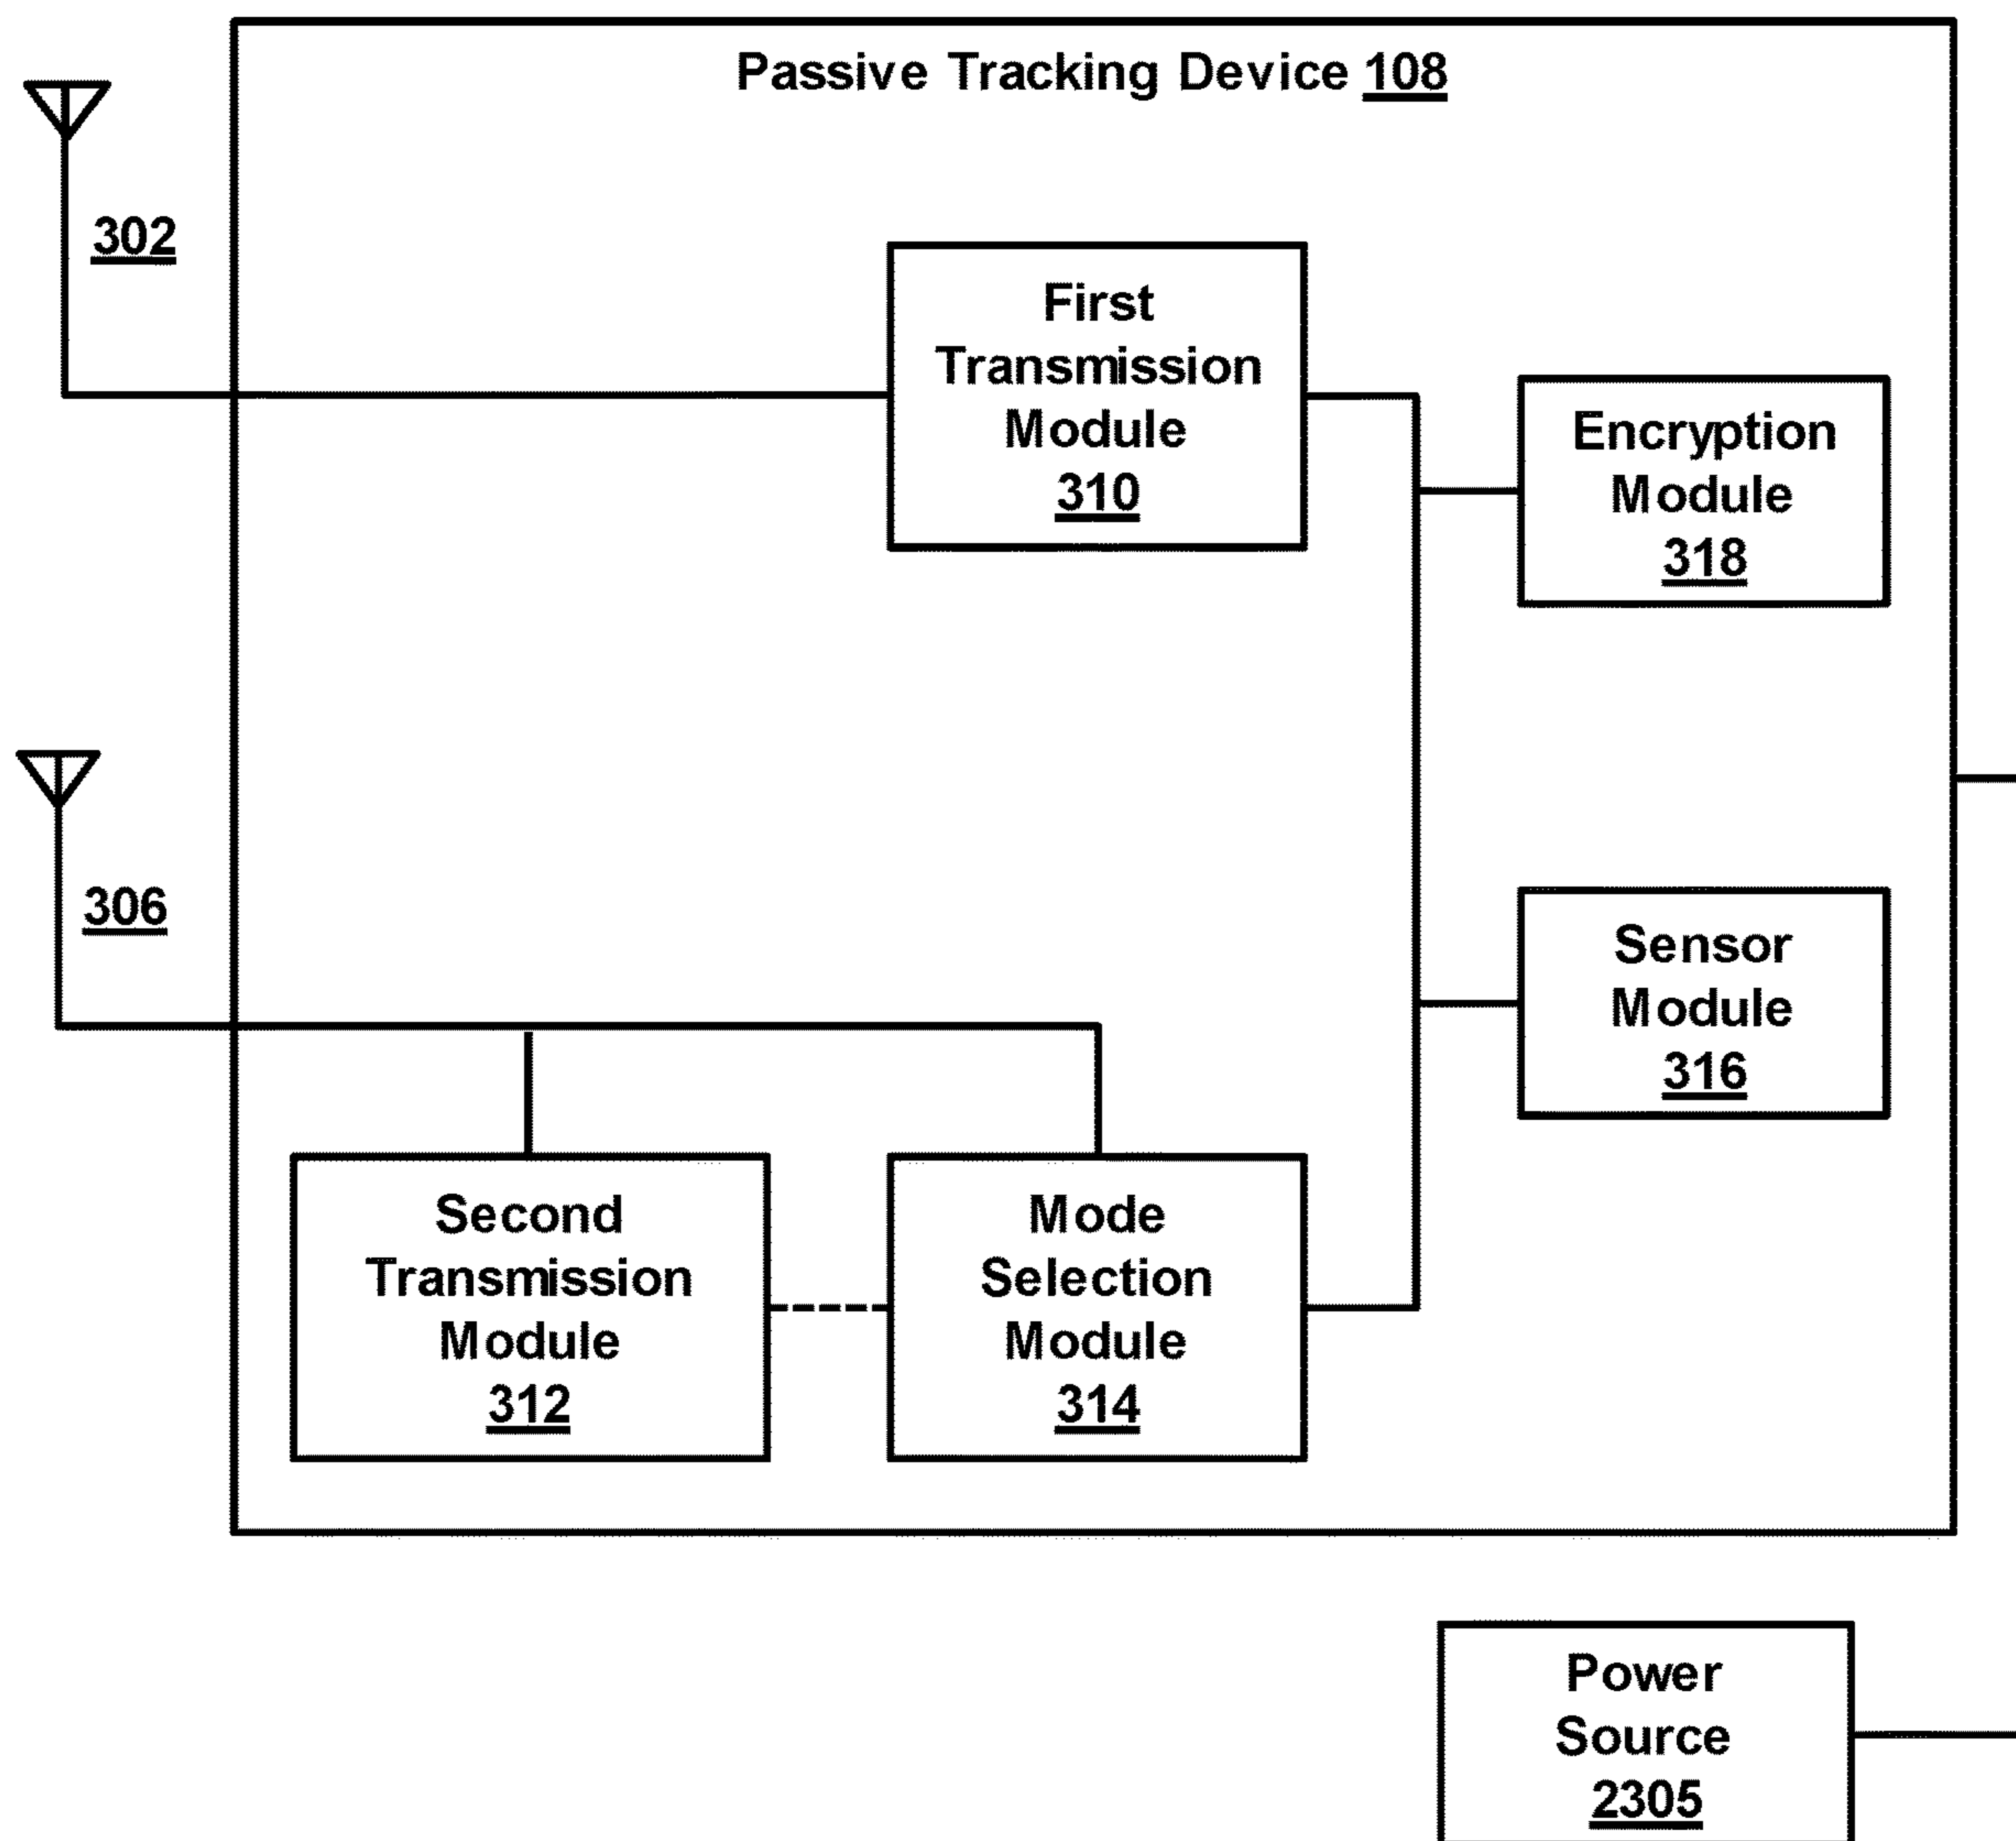 Passive Tracking Device 108
302
First
Transmission
Module
310
Encryption
Module
318
306
Sensor
Module
316
Second
Transmission
Module
312
Mode
Selection
Module
314
Power
Source
2305